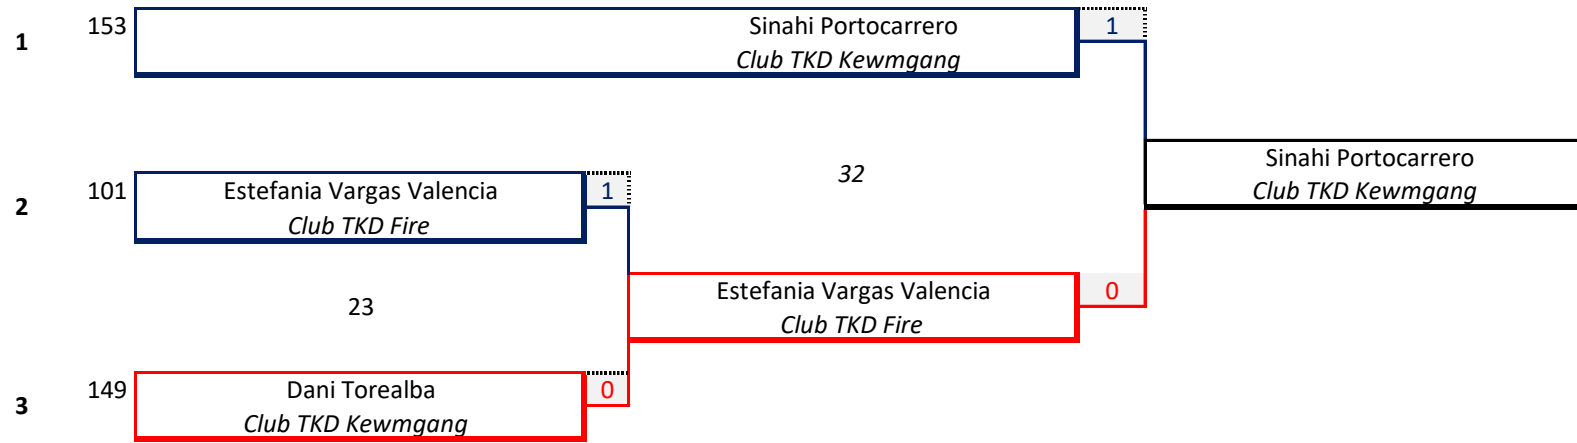 153
Sinahi Portocarrero
1
1
Club TKD Kewmgang
32
Sinahi Portocarrero
101
Estefania Vargas Valencia
1
Club TKD Kewmgang
2
Club TKD Fire
Estefania Vargas Valencia
0
23
Club TKD Fire
149
Dani Torealba
0
3
Club TKD Kewmgang